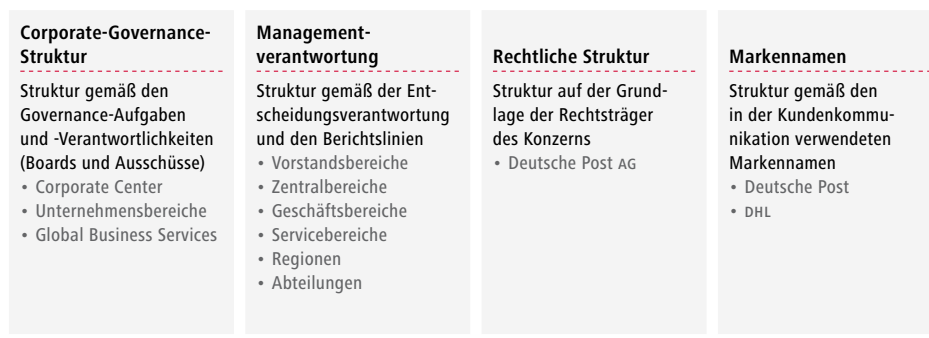 Corporate-Governance-
Struktur
Struktur gemäß den
Governance-Aufgaben
und -Verantwortlichkeiten
(Boards und Ausschüsse)
• Corporate Center
• Unternehmensbereiche
• Global Business Services
Management-
verantwortung
Struktur gemäß der Ent-
scheidungsverantwortung
und den Berichtslinien
• Vorstandsbereiche
• Zentralbereiche
• Geschäftsbereiche
• Servicebereiche
• Regionen
• Abteilungen
Rechtliche Struktur
Struktur auf der Grund-
lage der Rechtsträger
des Konzerns
• Deutsche Post AG
Markennamen
Struktur gemäß den
in der Kundenkommu-
nikation verwendeten
Markennamen
• Deutsche Post
• DHL